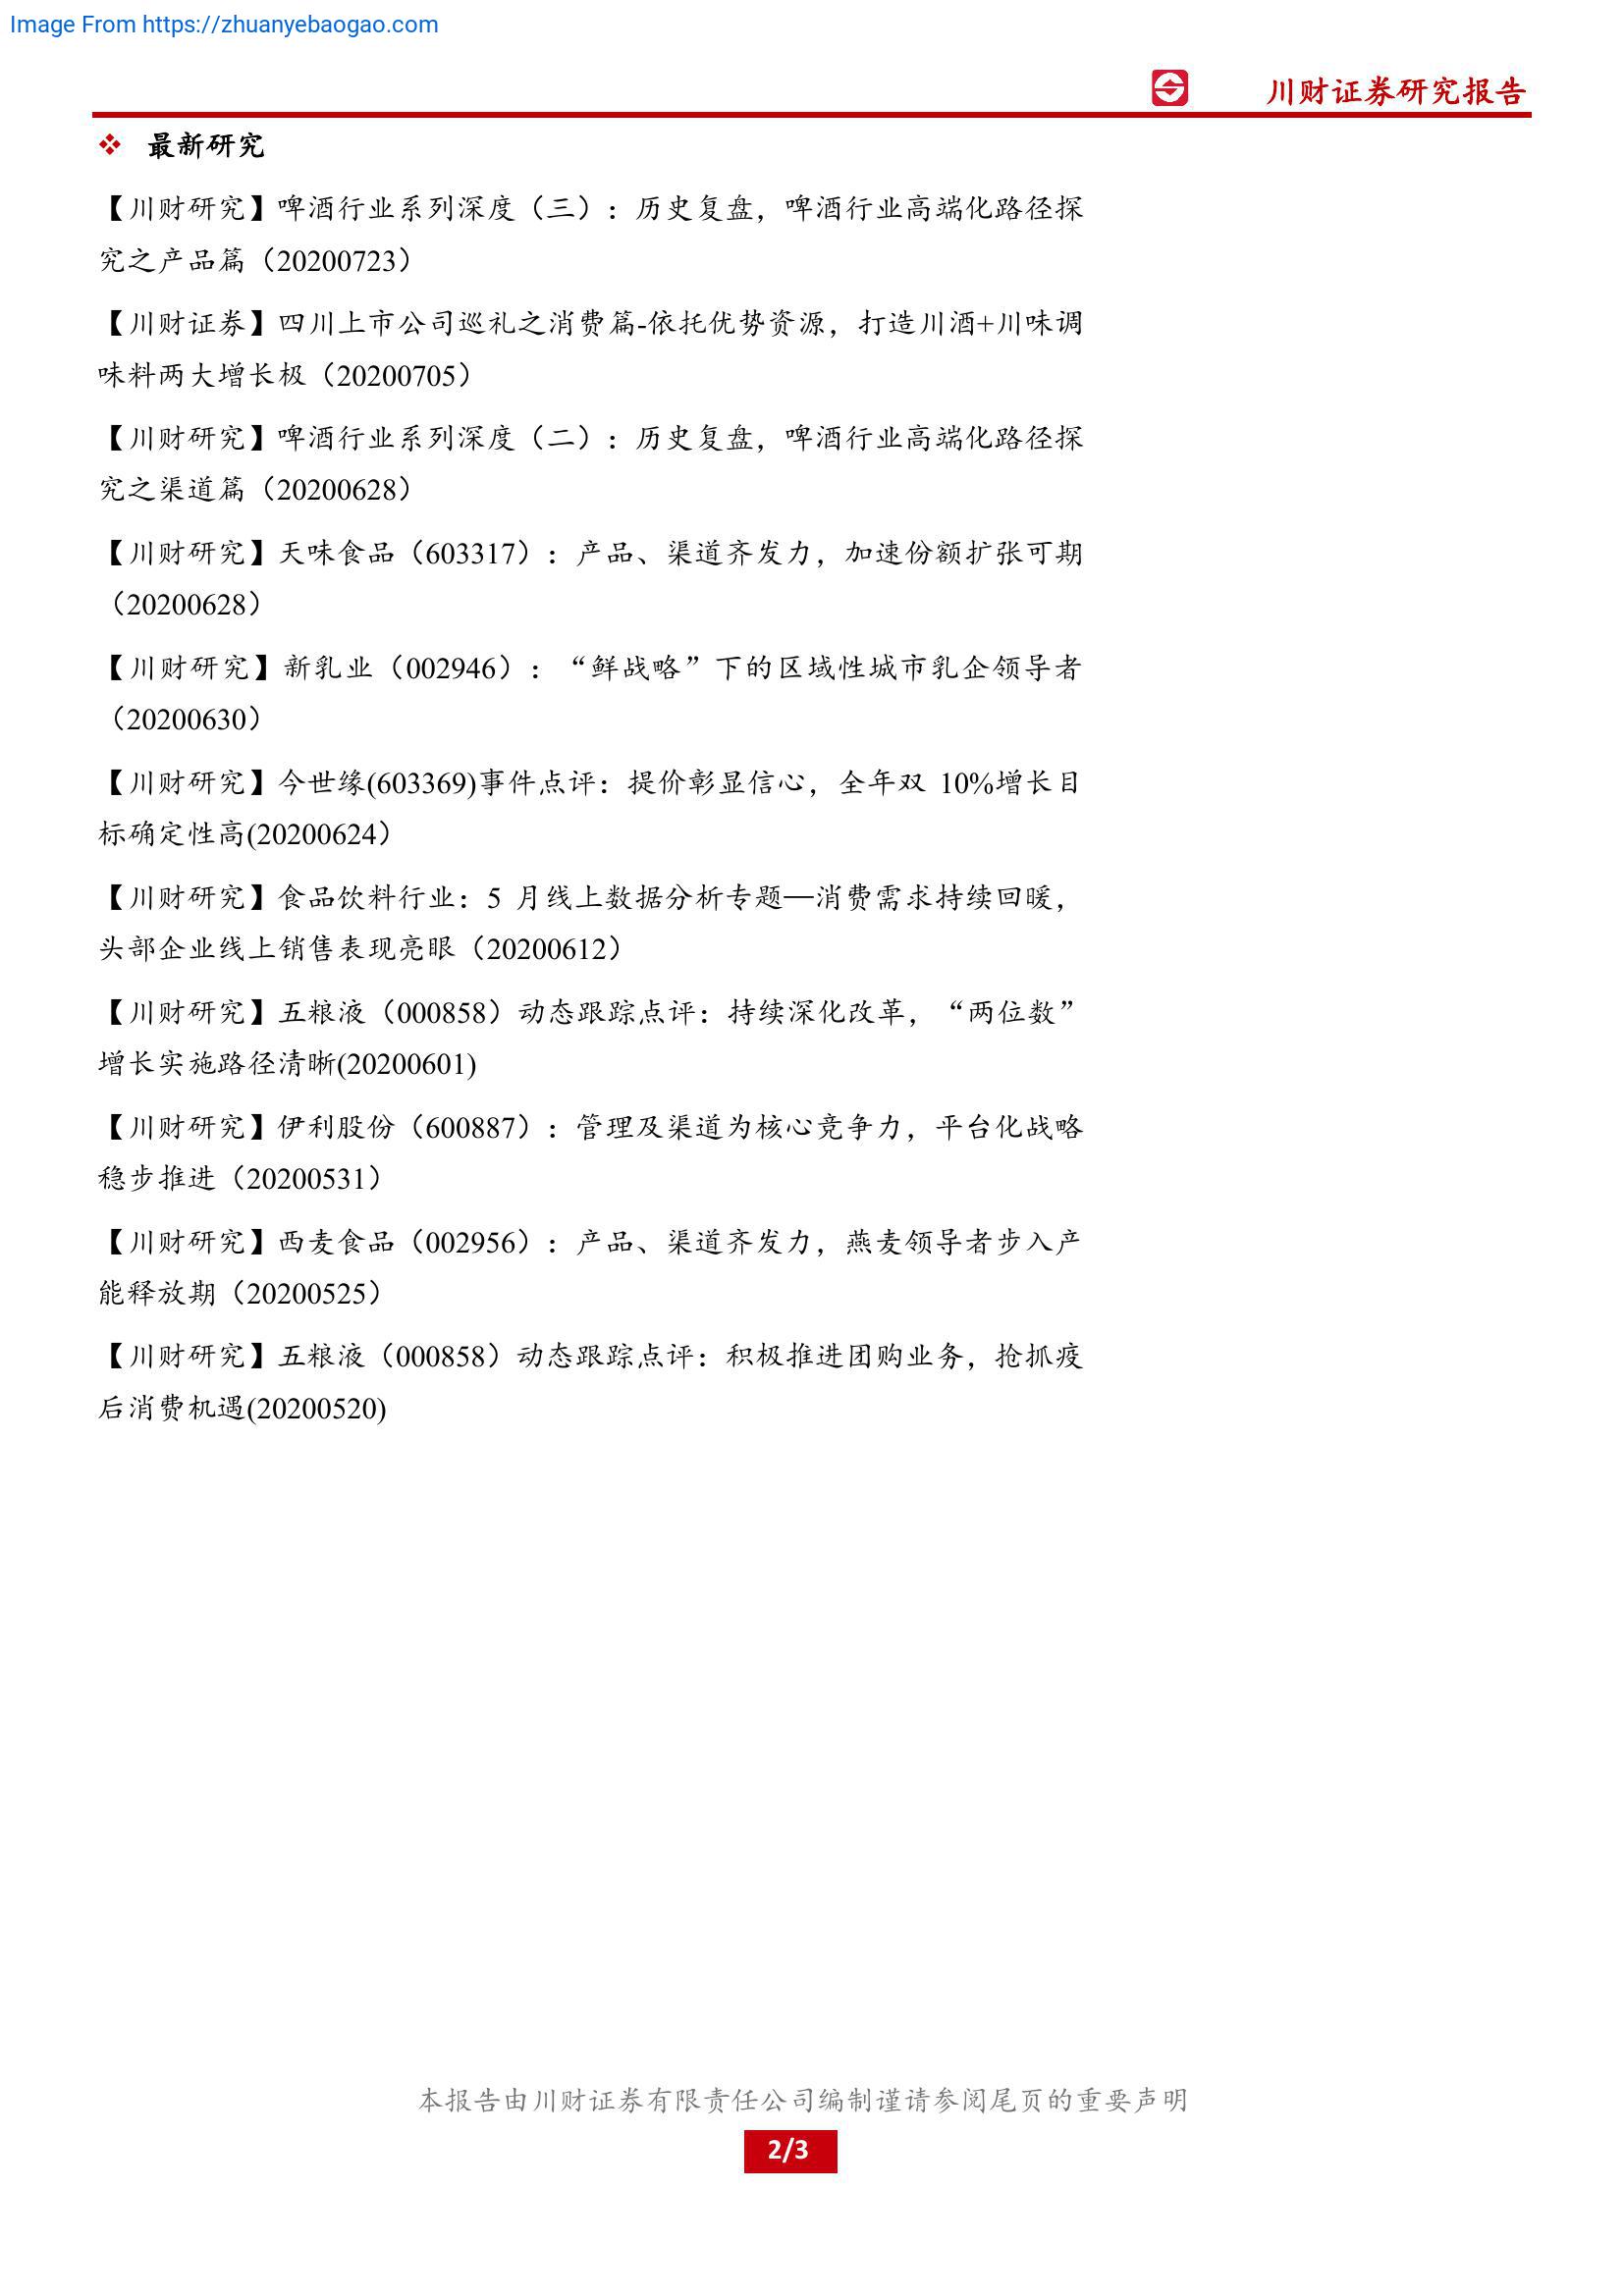 Image From https://zhuanyebaogao.com
川财证券研究报告
❖ 最新研究
【川财研究】啤酒行业系列深度（三）：历史复盘，啤酒行业高端化路径探
究之产品篇（20200723）
【川财证券】四川上市公司巡礼之消费篇-依托优势资源，打造川酒+川味调
味料两大增长极（20200705）
【川财研究】啤酒行业系列深度（二）：历史复盘，啤酒行业高端化路径探
究之渠道篇（20200628）
【川财研究】天味食品（603317）：产品、渠道齐发力，加速份额扩张可期
（20200628）
【川财研究】新乳业（002946）：“鲜战略”下的区域性城市乳企领导者
（20200630）
【川财研究】今世缘(603369)事件点评：提价彰显信心，全年双 10%增长目
标确定性高(20200624）
【川财研究】食品饮料行业：5 月线上数据分析专题—消费需求持续回暖，
头部企业线上销售表现亮眼（20200612）
【川财研究】五粮液（000858）动态跟踪点评：持续深化改革，“两位数”
增长实施路径清晰(20200601)
【川财研究】伊利股份（600887）：管理及渠道为核心竞争力，平台化战略
稳步推进（20200531）
【川财研究】西麦食品（002956）：产品、渠道齐发力，燕麦领导者步入产
能释放期（20200525）
【川财研究】五粮液（000858）动态跟踪点评：积极推进团购业务，抢抓疫
后消费机遇(20200520)
本报告由川财证券有限责任公司编制谨请参阅尾页的重要声明
2/3